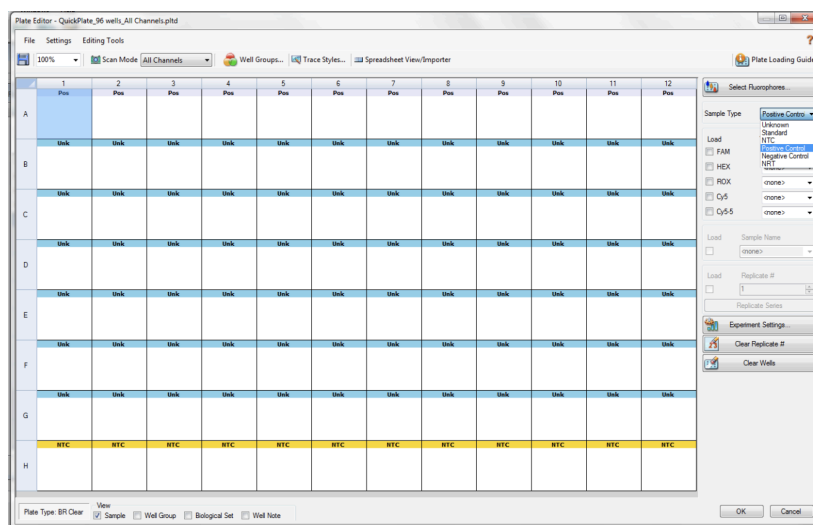 Plate Editor - QuickPlate_96 wells_All Channels.pltd
File Settings Editing Tools ?
100% Scan Mode All Channels Well Groups... Trace Styles... Spreadsheet View/Importer Plate Loading Guide
1 2 3 4 5 6 7 8 9 10 11 12
Pos Pos Pos Pos Pos Pos Pos Pos Pos Pos Pos Pos
A
Unk Unk Unk Unk Unk Unk Unk Unk Unk Unk Unk Unk
B
Unk Unk Unk Unk Unk Unk Unk Unk Unk Unk Unk Unk
C
Unk Unk Unk Unk Unk Unk Unk Unk Unk Unk Unk Unk
D
Unk Unk Unk Unk Unk Unk Unk Unk Unk Unk Unk Unk
E
Unk Unk Unk Unk Unk Unk Unk Unk Unk Unk Unk Unk
F
Unk Unk Unk Unk Unk Unk Unk Unk Unk Unk Unk Unk
G
NTC NTC NTC NTC NTC NTC NTC NTC NTC NTC NTC NTC
H
Select Fluorophores...
Sample Type Positive Contro
Unknown
Standard
NTC
Positive Control
Negative Control
NRT
Load
FAM
HEX
ROX <none>
Cy5 <none>
Cy5-5 <none>
Load Sample Name
<none>
Load Replicate #
1
Replicate Series
Experiment Settings...
Clear Replicate #
Clear Wells
Plate Type: BR Clear View
Sample Well Group Biological Set Well Note
OK Cancel